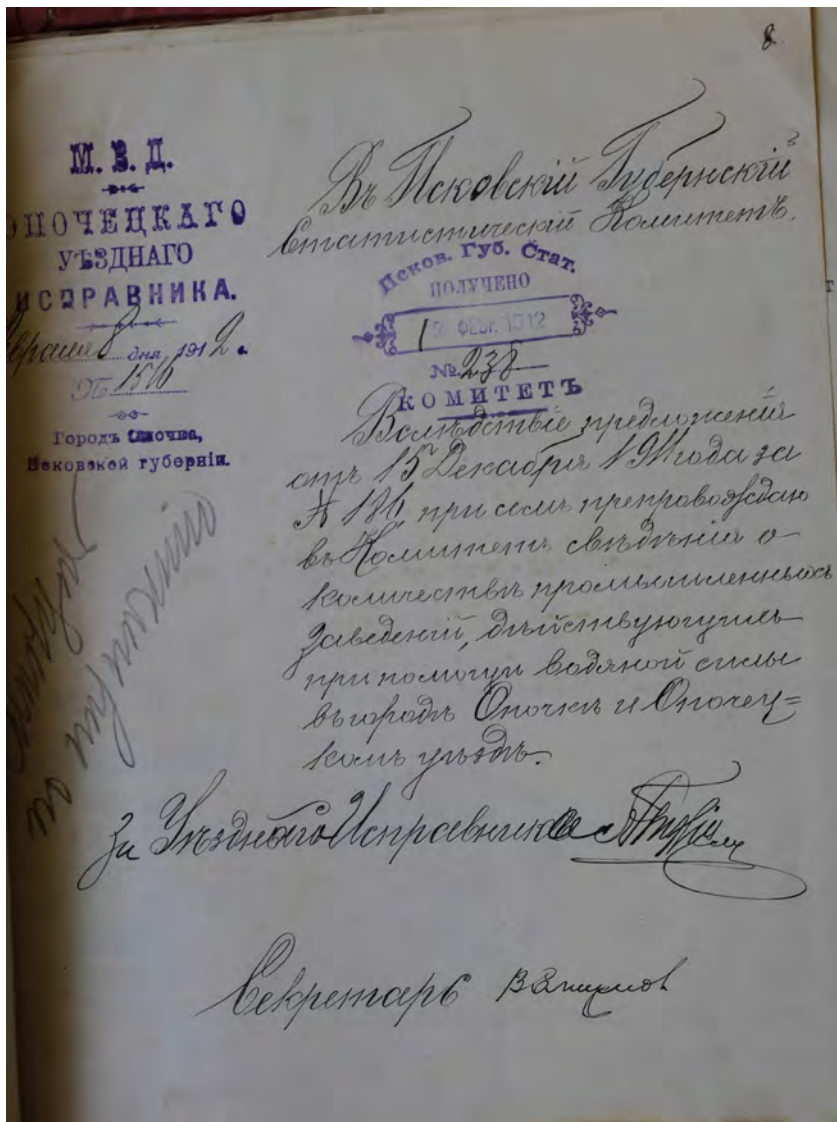 8.
М. В. Д.
ОПОЧЕЦКАГО
УѢЗДНАГО
ИСПРАВНИКА.
8 дня 1912 г.
№ 1516
Городъ Опочка,
Псковской губерніи.
Въ Псковскій Губернскій
Статистическій Комитетъ.
Псков. Губ. Стат.
ПОЛУЧЕНО
ФЕВР. 1912
№ 238
КОМИТЕТЪ
Вслѣдствіе предложенія
отъ 15 Декабря 1911 года за
№ 136, при семъ препровождаю
въ Комитетъ свѣдѣнія о
количествѣ промышленныхъ
заведеній, дѣйствующихъ
при помощи водяной силы
въ городѣ Опочкѣ и Опочец=
комъ уѣздѣ.
За Уѣзднаго Исправника
Секретарь